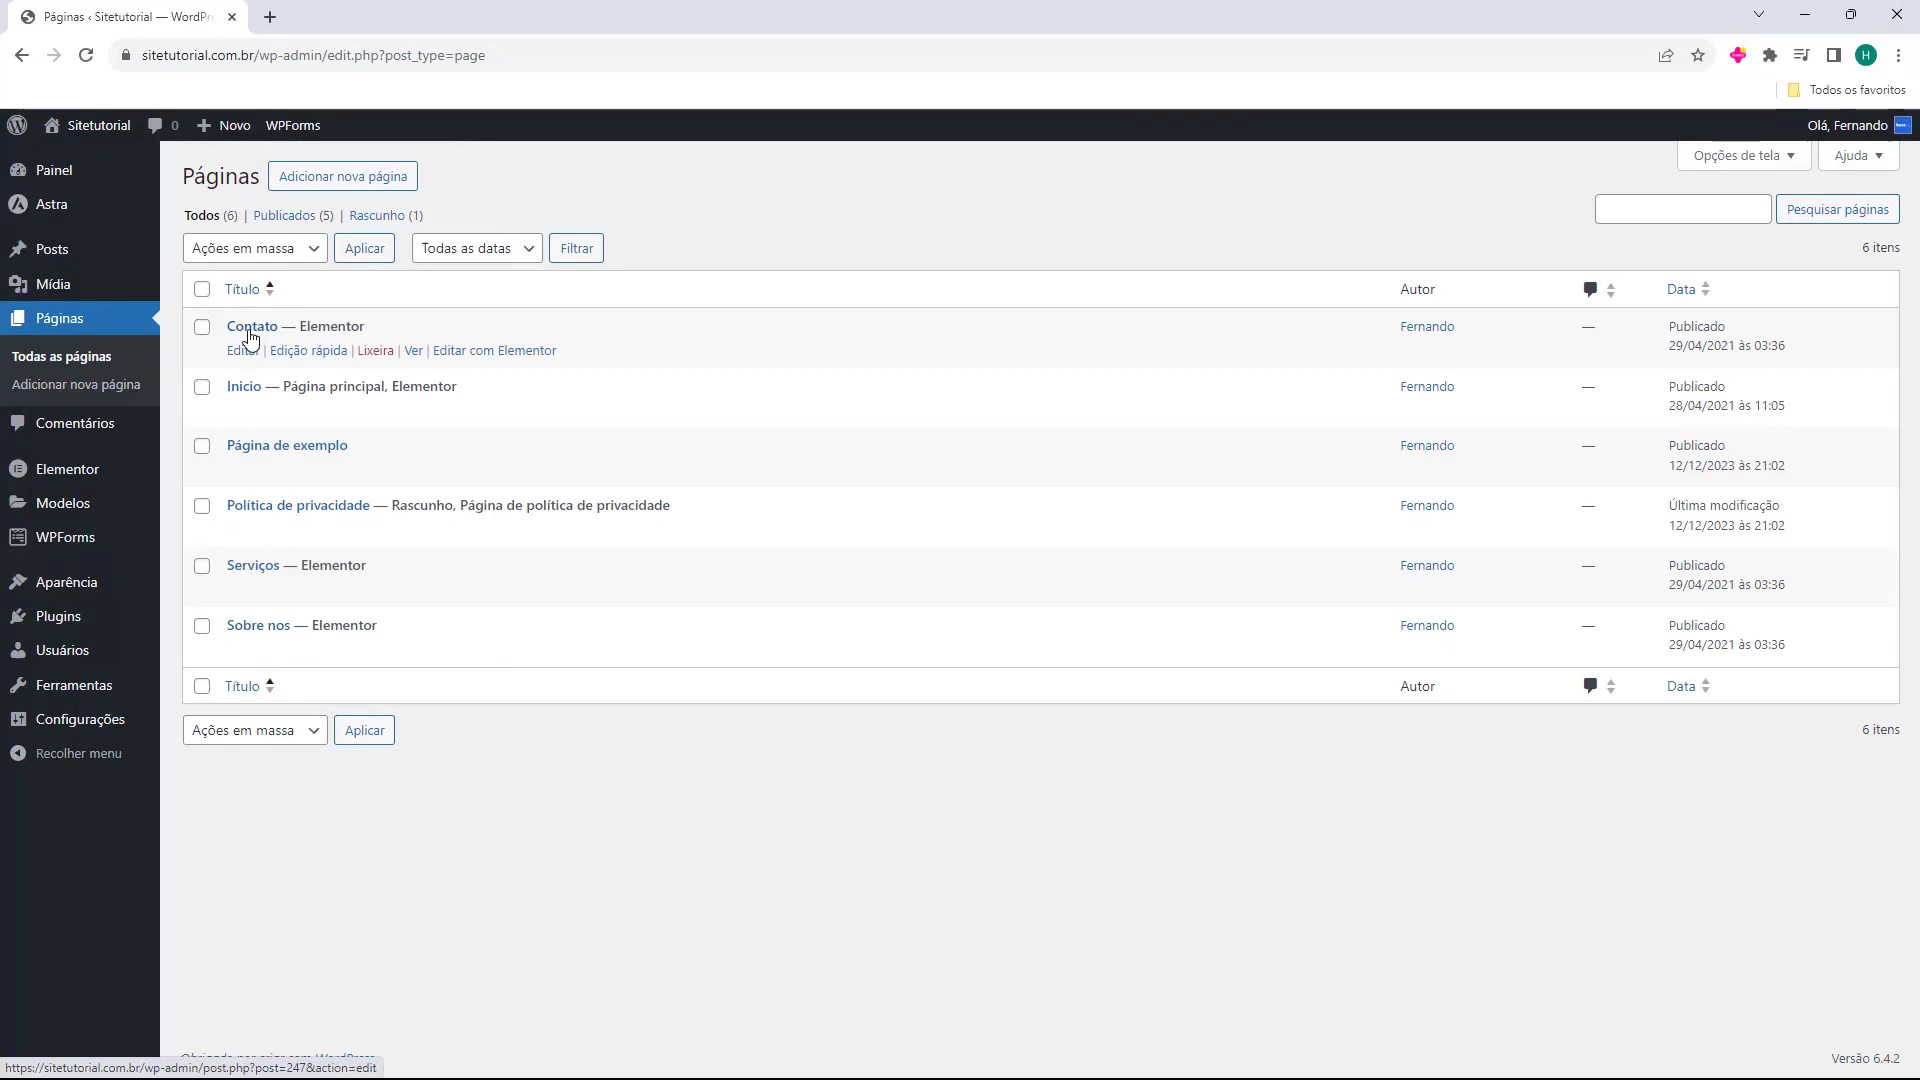 Páginas ‹ Sitetutorial — WordPr
sitetutorial.com.br/wp-admin/edit.php?post_type=page
H
Todos os favoritos
Sitetutorial 0 Novo WPForms
Olá, Fernando
Painel
Astra
Posts
Mídia
Páginas
Todas as páginas
Adicionar nova página
Comentários
Elementor
Modelos
WPForms
Aparência
Plugins
Usuários
Ferramentas
Configurações
Recolher menu
Páginas Adicionar nova página
Opções de tela Ajuda
Todos (6) | Publicados (5) | Rascunho (1)
Pesquisar páginas
Ações em massa Aplicar Todas as datas Filtrar
6 itens
Título Autor Data
Contato — Elementor Fernando — Publicado
Editar | Edição rápida | Lixeira | Ver | Editar com Elementor 29/04/2021 às 03:36
Inicio — Página principal, Elementor Fernando — Publicado
28/04/2021 às 11:05
Página de exemplo Fernando — Publicado
12/12/2023 às 21:02
Política de privacidade — Rascunho, Página de política de privacidade Fernando — Última modificação
12/12/2023 às 21:02
Serviços — Elementor Fernando — Publicado
29/04/2021 às 03:36
Sobre nos — Elementor Fernando — Publicado
29/04/2021 às 03:36
Título Autor Data
Ações em massa Aplicar
6 itens
Versão 6.4.2
https://sitetutorial.com.br/wp-admin/post.php?post=247&action=edit